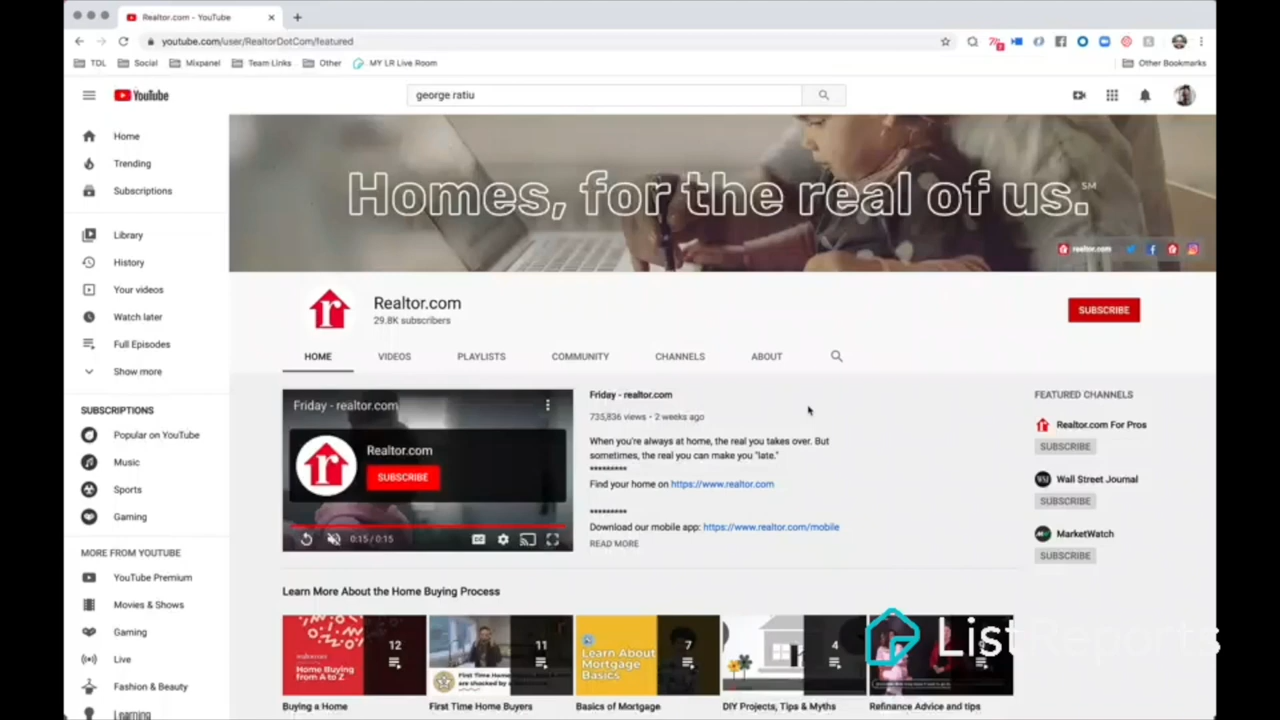 Realtor.com - YouTube
youtube.com/user/RealtorDotCom/featured
TDL
Social
Mixpanel
Team Links
Other
MY LR Live Room
Other Bookmarks
YouTube
george ratiu
Home
Trending
Subscriptions
Library
History
Your videos
Watch later
Full Episodes
Show more
SUBSCRIPTIONS
Popular on YouTube
Music
Sports
Gaming
MORE FROM YOUTUBE
YouTube Premium
Movies & Shows
Gaming
Live
Fashion & Beauty
Learning
Homes, for the real of us.℠
realtor.com
Realtor.com
29.8K subscribers
SUBSCRIBE
HOME
VIDEOS
PLAYLISTS
COMMUNITY
CHANNELS
ABOUT
Friday - realtor.com
Realtor.com
SUBSCRIBE
0:15 / 0:15
Friday - realtor.com
735,836 views • 2 weeks ago
When you're always at home, the real you takes over. But
sometimes, the real you can make you "late."
*********
Find your home on https://www.realtor.com
*********
Download our mobile app: https://www.realtor.com/mobile
READ MORE
FEATURED CHANNELS
Realtor.com For Pros
SUBSCRIBE
Wall Street Journal
SUBSCRIBE
MarketWatch
SUBSCRIBE
Learn More About the Home Buying Process
Home Buying
from A to Z
12
11
Learn About
Mortgage
Basics
7
4
ListReports
Buying a Home
First Time Home Buyers
Basics of Mortgage
DIY Projects, Tips & Myths
Refinance Advice and tips